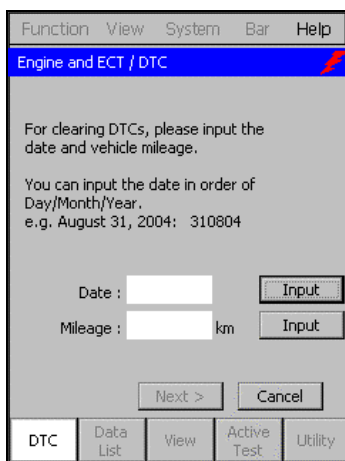 Function View System Bar Help
Engine and ECT / DTC
For clearing DTCs, please input the
date and vehicle mileage.
You can input the date in order of
Day/Month/Year.
e.g. August 31, 2004: 310804
Date : Input
Mileage : km Input
Next > Cancel
DTC Data List View Active Test Utility